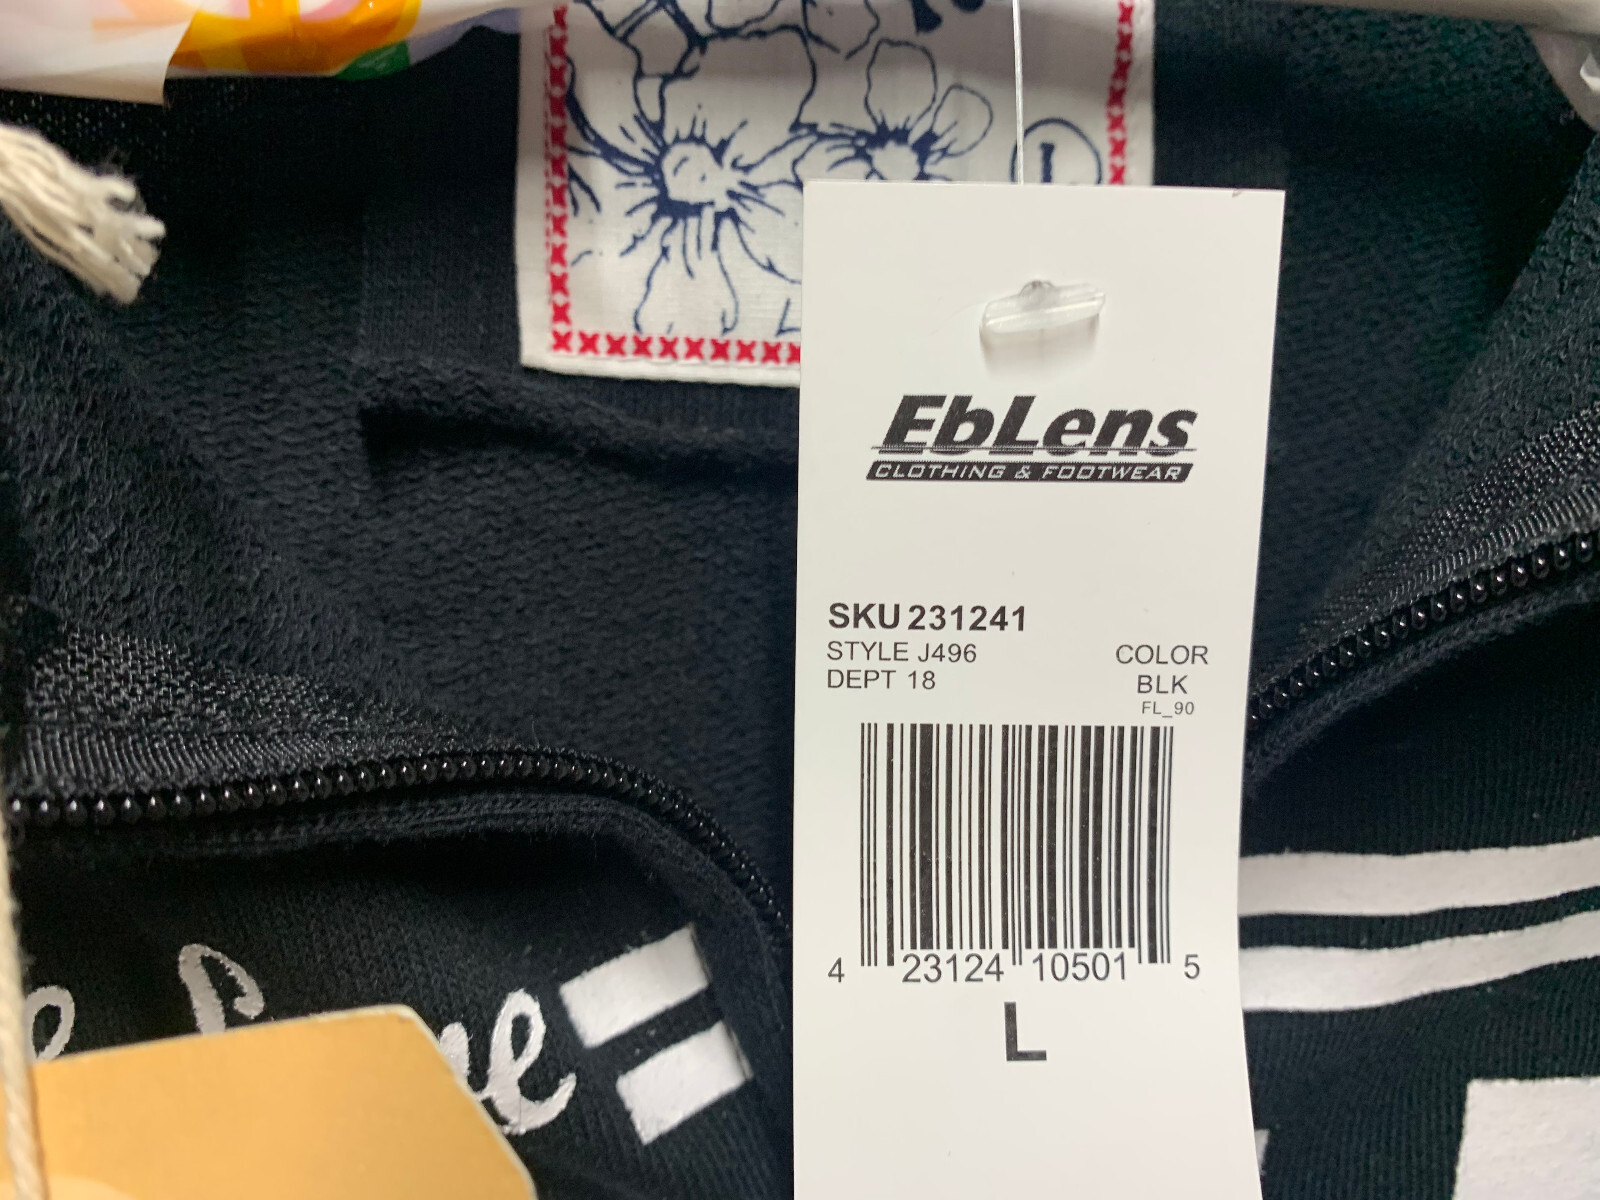 L
EbLens
CLOTHING & FOOTWEAR
SKU 231241
STYLE J496
DEPT 18
COLOR
BLK
FL_90
4 23124 10501 5
L